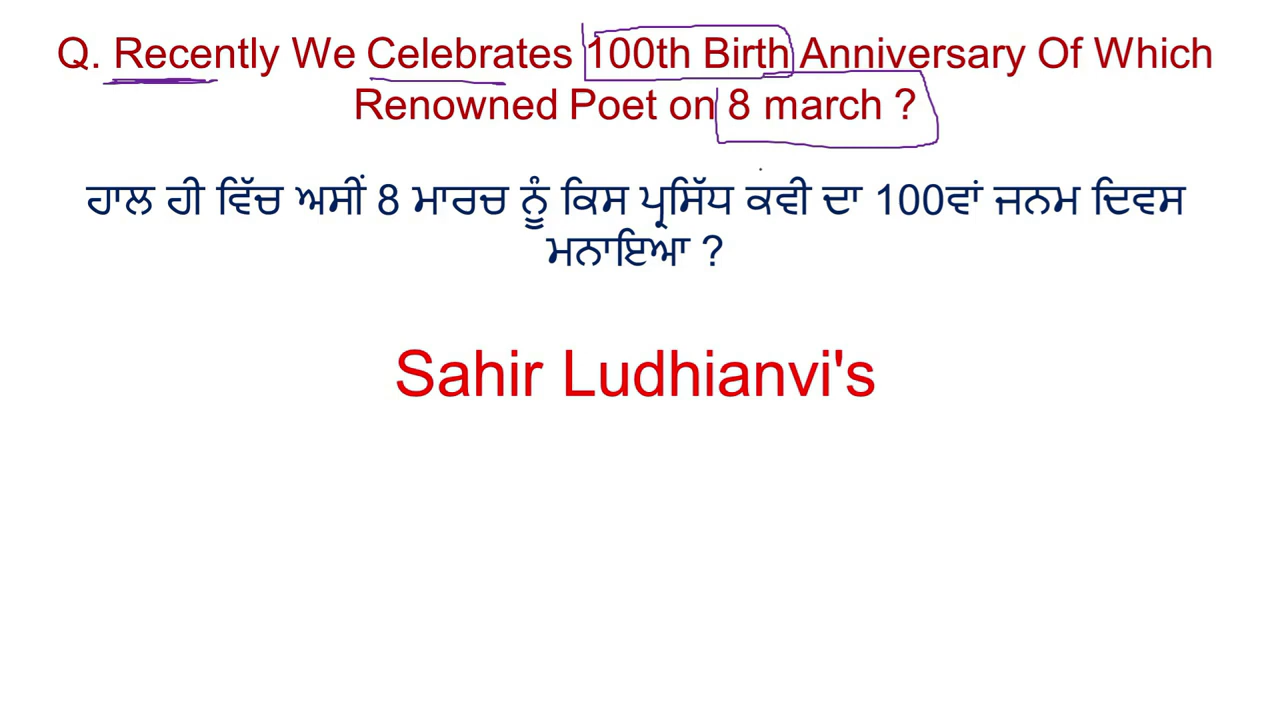 Q. Recently We Celebrates 100th Birth Anniversary Of Which
Renowned Poet on 8 march ?
ਹਾਲ ਹੀ ਵਿੱਚ ਅਸੀਂ 8 ਮਾਰਚ ਨੂੰ ਕਿਸ ਪ੍ਰਸਿੱਧ ਕਵੀ ਦਾ 100ਵਾਂ ਜਨਮ ਦਿਵਸ
ਮਨਾਇਆ ?
Sahir Ludhianvi's